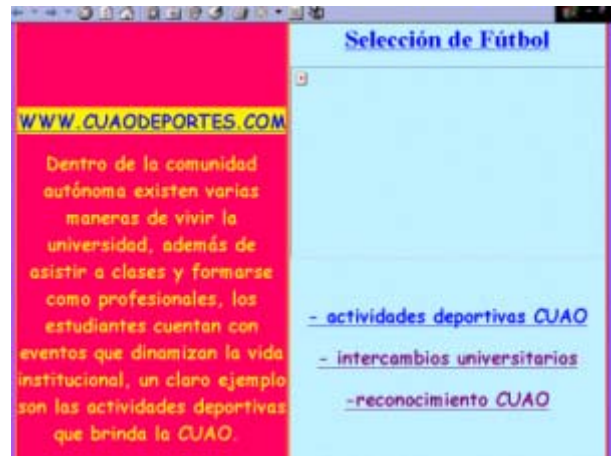 WWW.CUAODEPORTES.COM
Dentro de la comunidad
autónoma existen varias
maneras de vivir la
universidad, además de
asistir a clases y formarse
como profesionales, los
estudiantes cuentan con
eventos que dinamizan la vida
institucional, un claro ejemplo
son las actividades deportivas
que brinda la CUAO.
Selección de Fútbol
- actividades deportivas CUAO
- intercambios universitarios
-reconocimiento CUAO